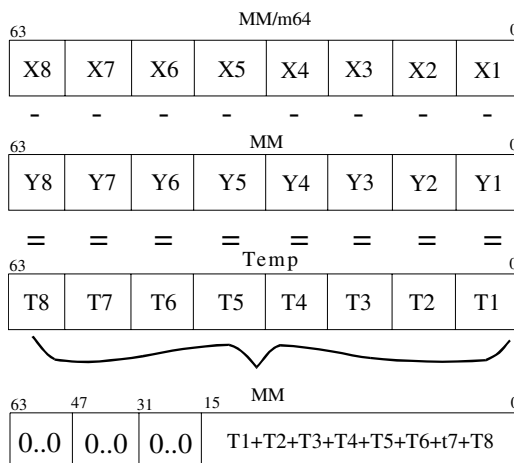 MM/m64
63 0
X8 X7 X6 X5 X4 X3 X2 X1
- - - - - - - -
MM
Y8 Y7 Y6 Y5 Y4 Y3 Y2 Y1
= = = = = = = =
Temp
63 0
T8 T7 T6 T5 T4 T3 T2 T1
MM
63 47 31 15 0
0..0 0..0 0..0 T1+T2+T3+T4+T5+T6+t7+T8